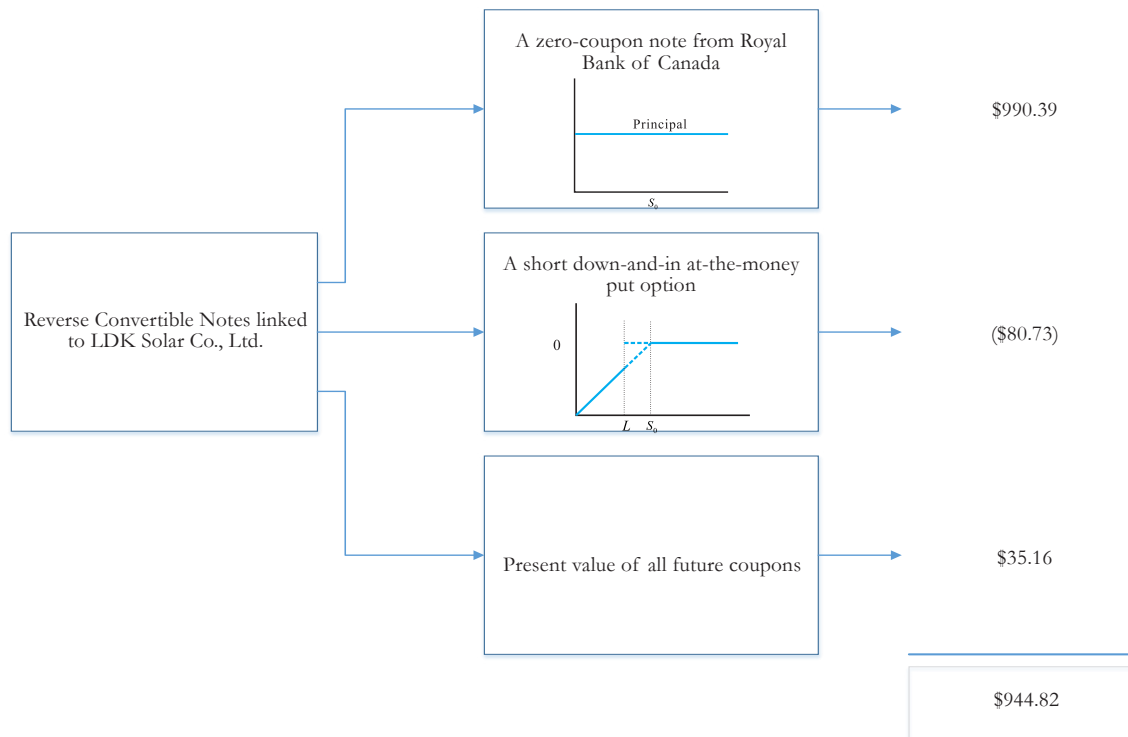 A zero-coupon note from Royal
Bank of Canada
Principal
S₀
$990.39
Reverse Convertible Notes linked
to LDK Solar Co., Ltd.
A short down-and-in at-the-money
put option
0
L S₀
($80.73)
Present value of all future coupons
$35.16
$944.82